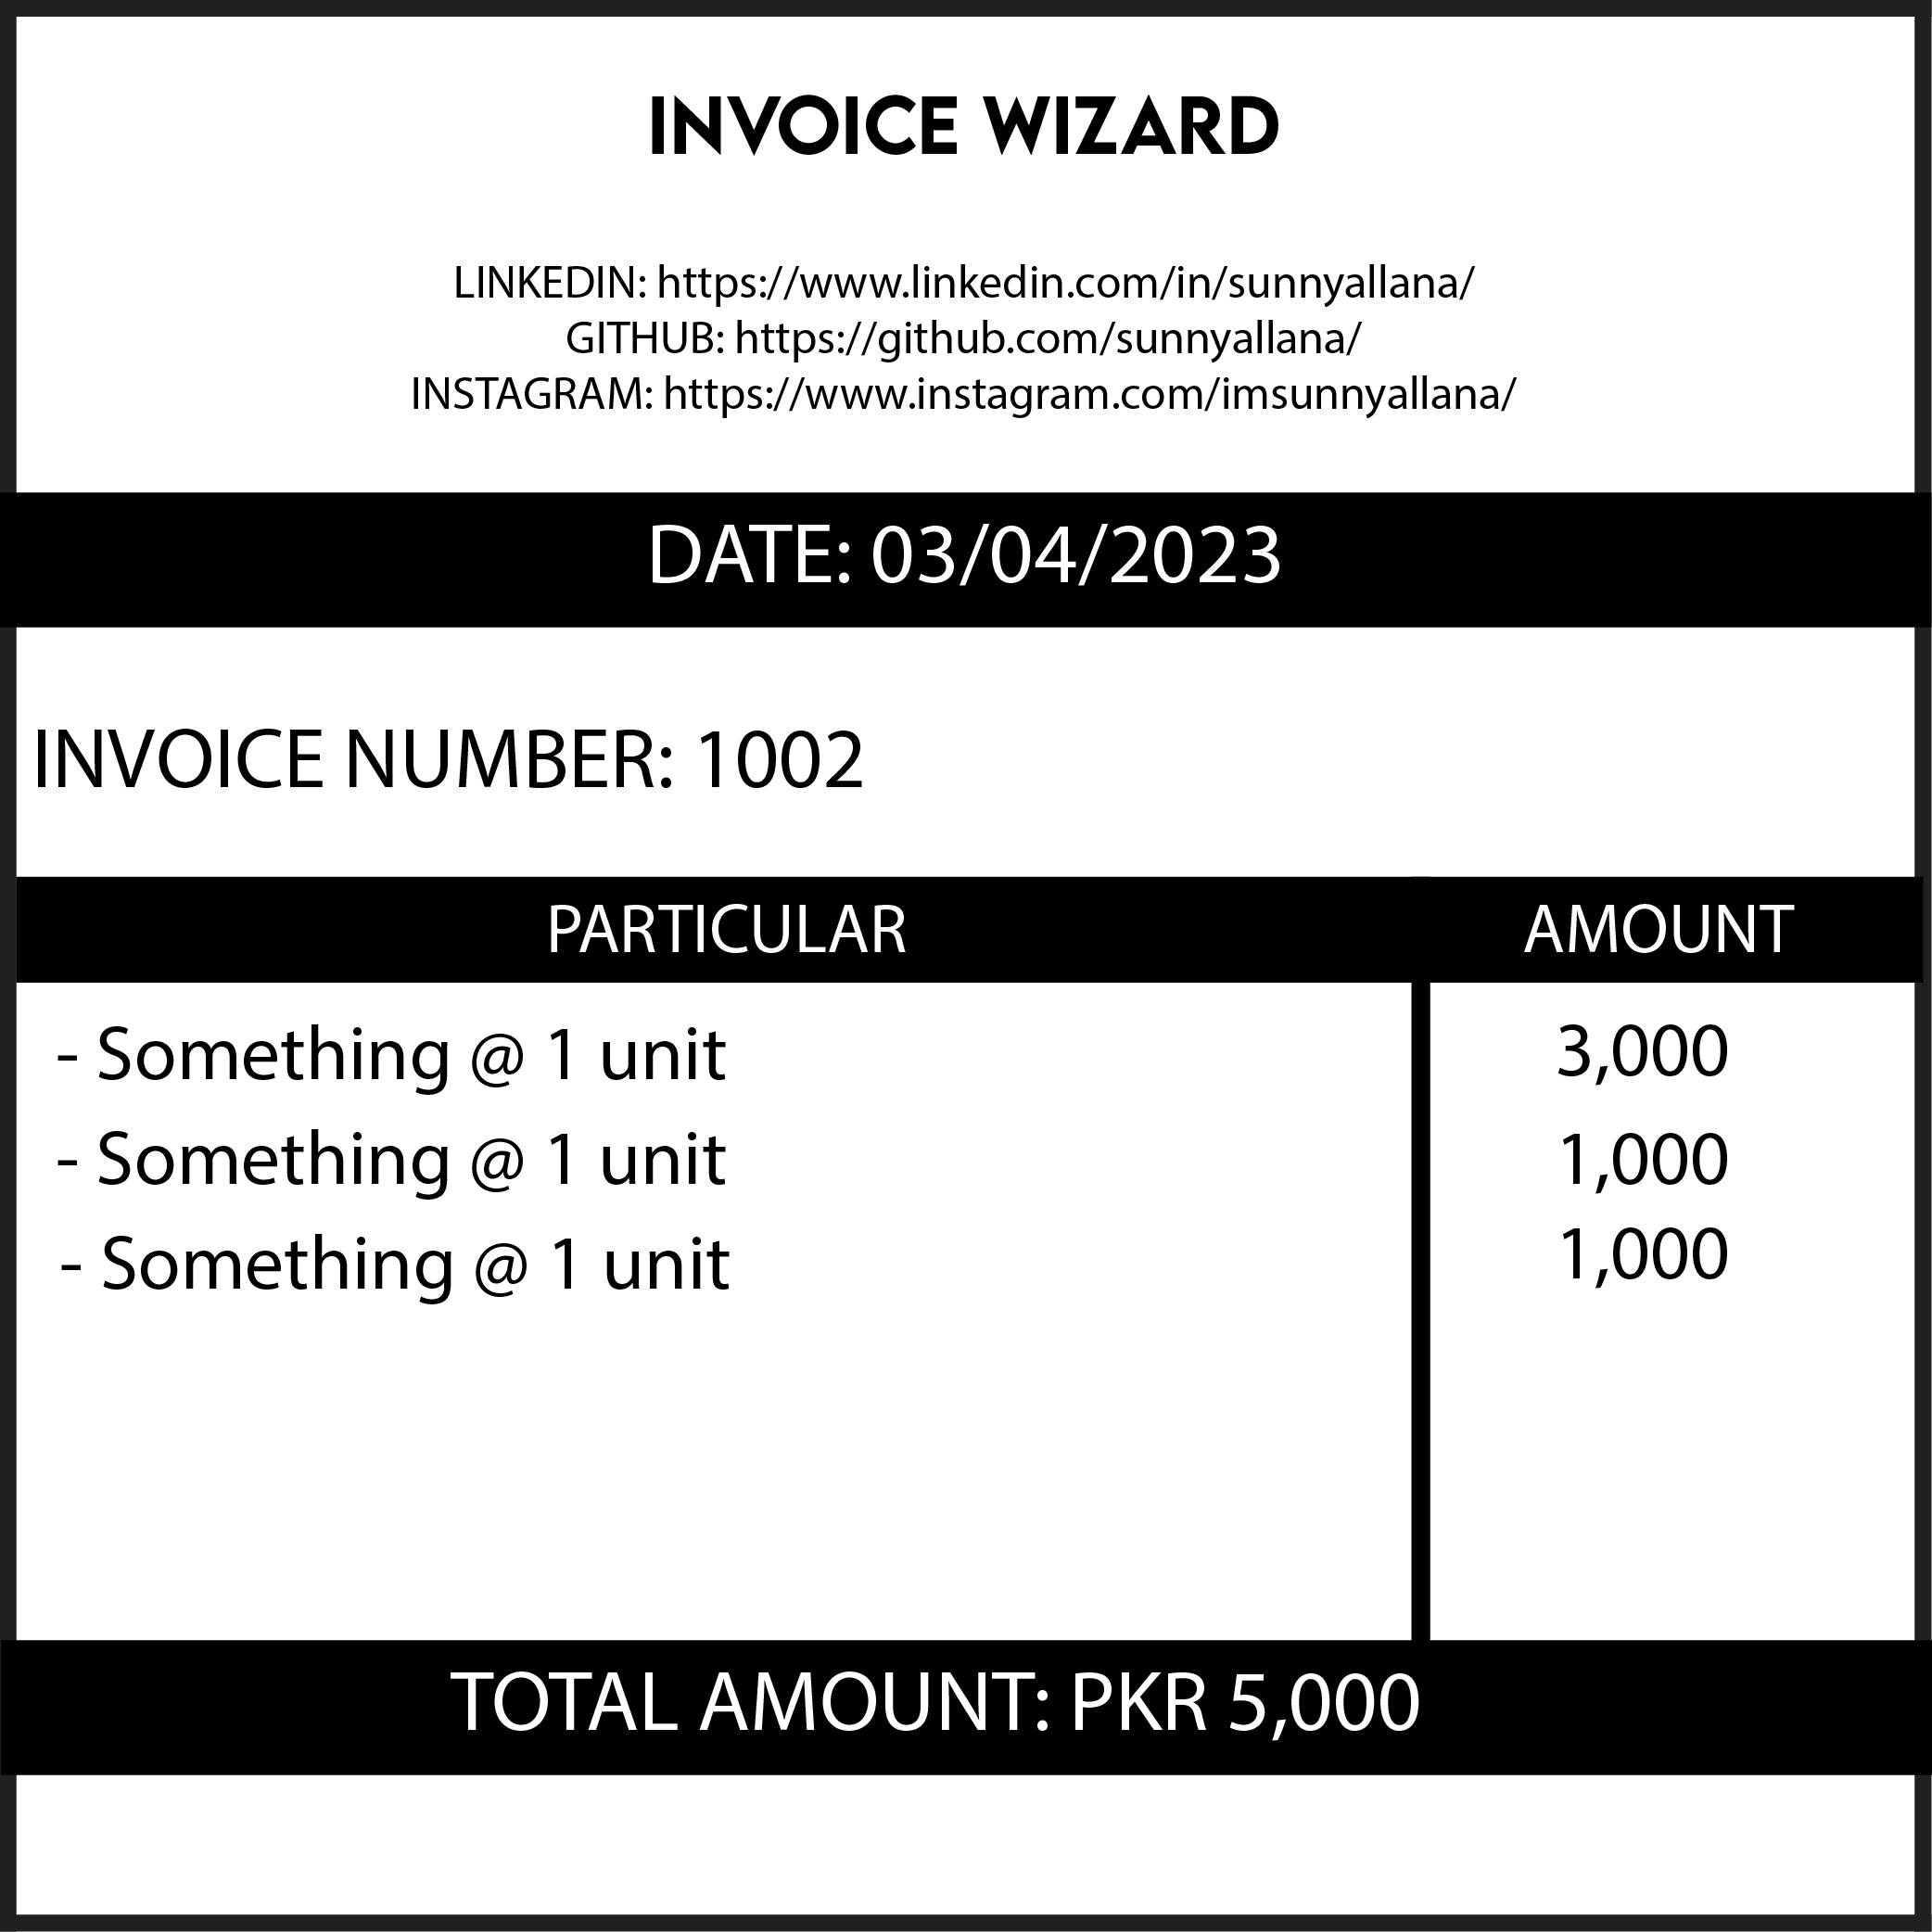 INVOICE WIZARD
LINKEDIN: https://www.linkedin.com/in/sunnyallana/
GITHUB: https://github.com/sunnyallana/
INSTAGRAM: https://www.instagram.com/imsunnyallana/
DATE: 03/04/2023
INVOICE NUMBER: 1002
PARTICULAR AMOUNT
- Something @ 1 unit 3,000
- Something @ 1 unit 1,000
- Something @ 1 unit 1,000
TOTAL AMOUNT: PKR 5,000